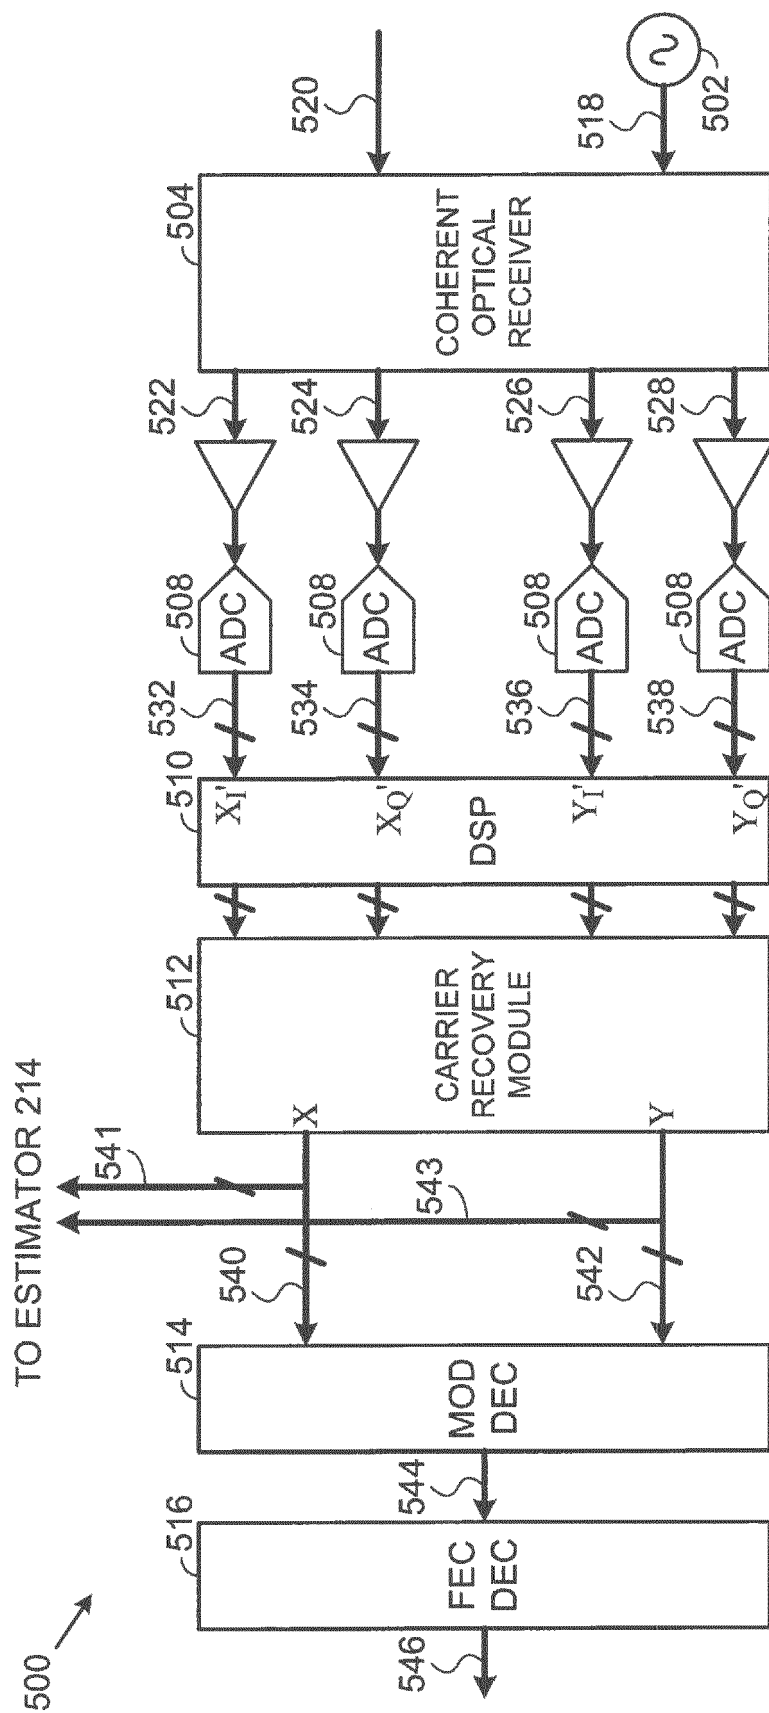 500
TO ESTIMATOR 214
516
FEC
DEC
546
544
514
MOD
DEC
540
542
541
543
512
X
Y
CARRIER
RECOVERY
MODULE
510
X_I'
X_Q'
Y_I'
Y_Q'
DSP
532
534
536
538
508
ADC
508
ADC
508
ADC
508
ADC
522
524
526
528
504
COHERENT
OPTICAL
RECEIVER
520
518
502